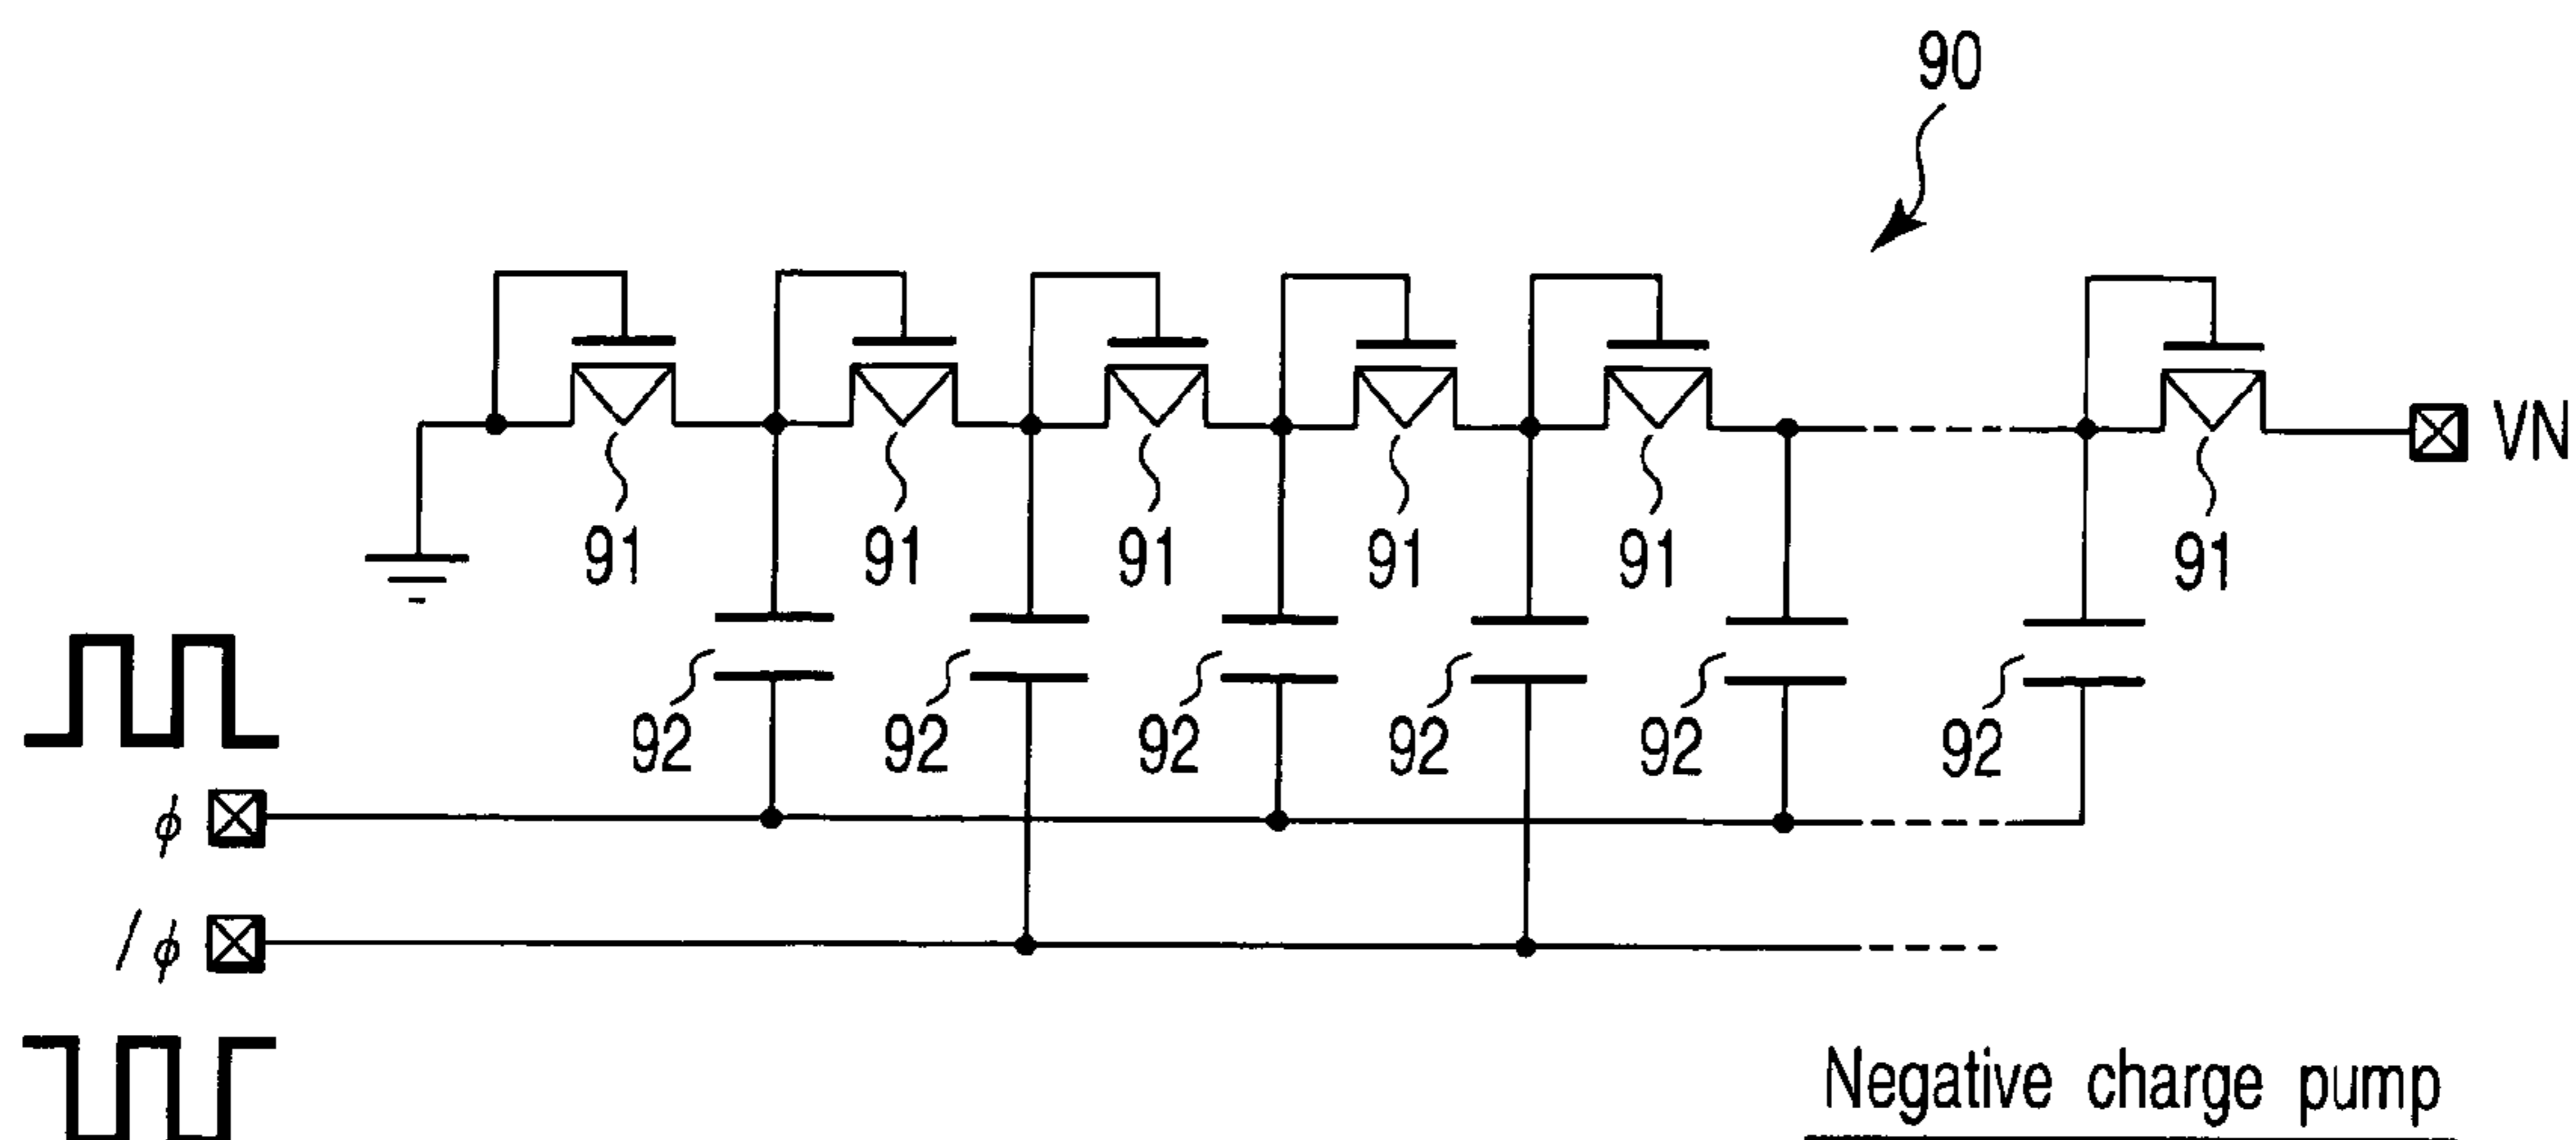 90
VN
91 91 91 91 91 91
92 92 92 92 92 92
ϕ
/ϕ
Negative charge pump